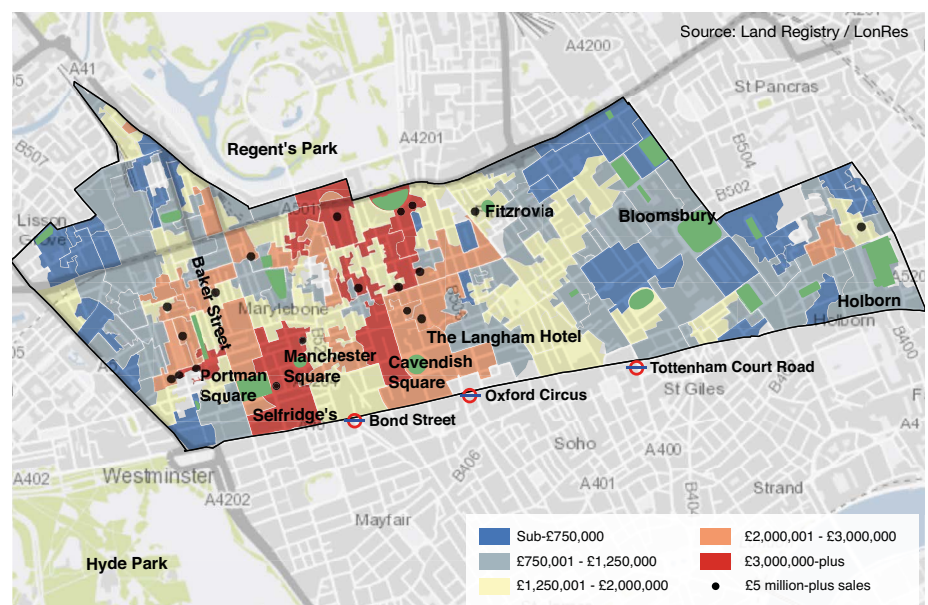 Source: Land Registry / LonRes
A4200
A41
05
St Pancras
A4201
B507
Regent's Park
B504
B502
Lisson
Grove
A501
Fitzrovia
Bloomsbury
Baker Street
A520
Marylebone
Holborn
Holborn
The Langham Hotel
05
B400
Manchester
Square
Cavendish
Square
Portman
Square
Tottenham Court Road
St Giles
Oxford Circus
Selfridge's
Bond Street
A4
Soho
A400
B406
Westminster
A402
A4202
A401
Strand
Mayfair
Hyde Park
Sub-£750,000
£750,001 - £1,250,000
£1,250,001 - £2,000,000
£2,000,001 - £3,000,000
£3,000,000-plus
£5 million-plus sales